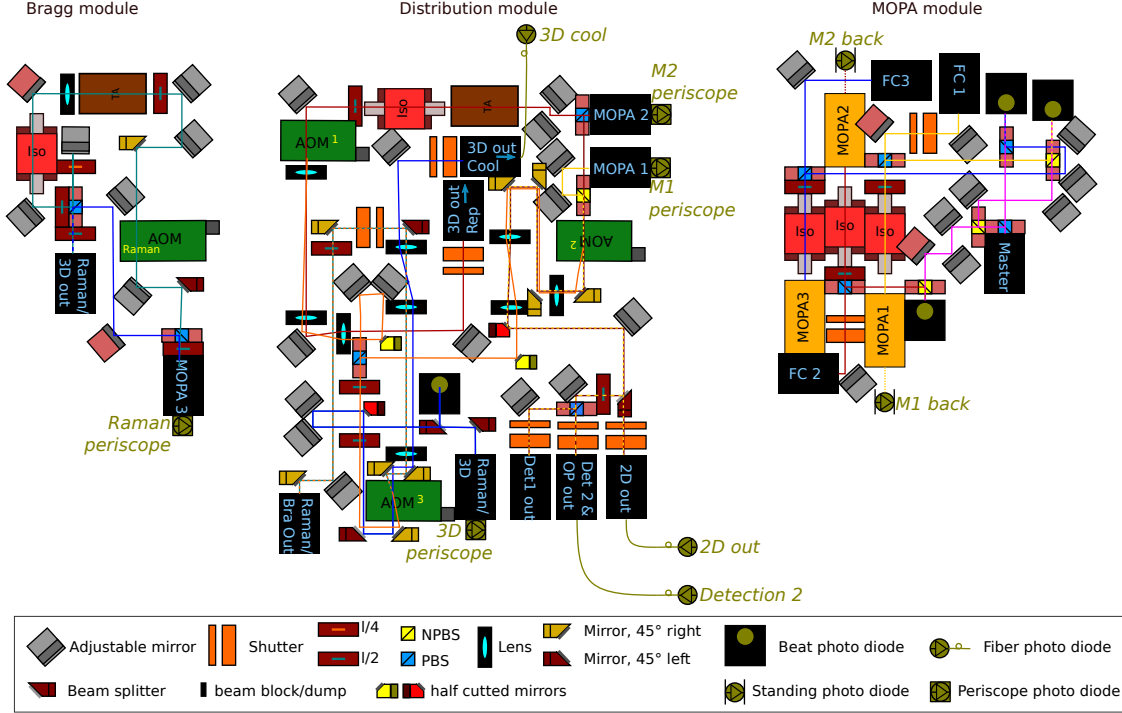 Bragg module
Distribution module
MOPA module
3D cool
M2 back
M2
periscope
FC3
FC 1
TA
Iso
TA
MOPA 2
MOPA2
AOM 1
Iso
3D out
Cool
MOPA 1
M1
periscope
3D out
Rep
AOM
Raman
AOM 2
Iso
Iso
Iso
Master
Raman/
3D out
MOPA3
MOPA1
MOPA 3
FC 2
Raman
periscope
M1 back
Raman/
Bra Out
AOM 3
Raman/
3D
Det1 out
Det 2 &
OP out
2D out
3D
periscope
2D out
Detection 2
Adjustable mirror
Shutter
l/4
l/2
NPBS
PBS
Lens
Mirror, 45° right
Mirror, 45° left
Beat photo diode
Fiber photo diode
Beam splitter
beam block/dump
half cutted mirrors
Standing photo diode
Periscope photo diode